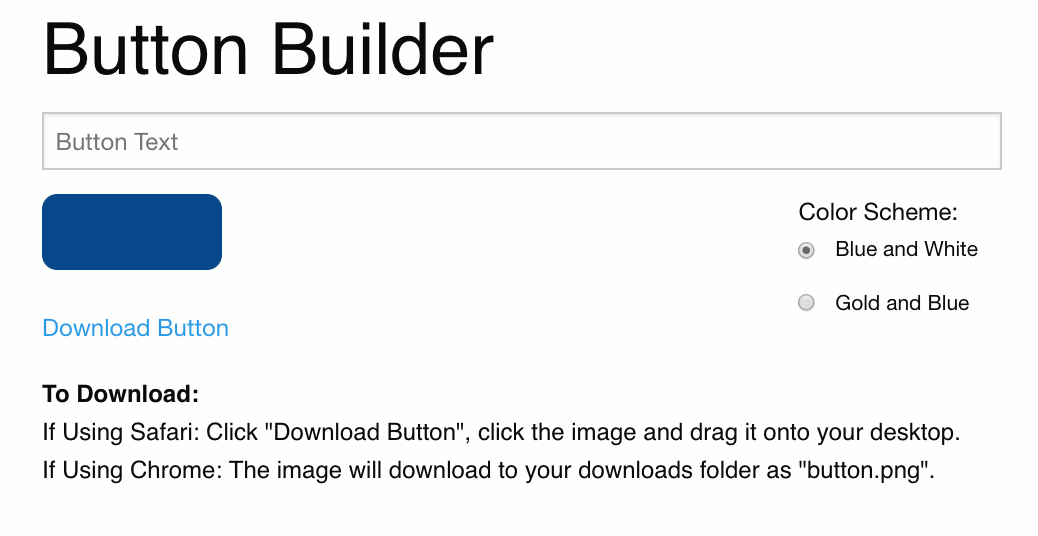 Button Builder
Button Text
Color Scheme:
Blue and White
Gold and Blue
Download Button
To Download:
If Using Safari: Click "Download Button", click the image and drag it onto your desktop.
If Using Chrome: The image will download to your downloads folder as "button.png".